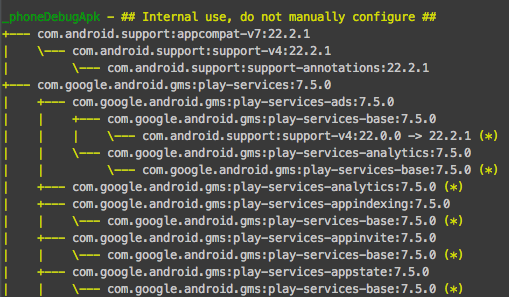 _phoneDebugApk - ## Internal use, do not manually configure ##
+--- com.android.support:appcompat-v7:22.2.1
|    \--- com.android.support:support-v4:22.2.1
|         \--- com.android.support:support-annotations:22.2.1
+--- com.google.android.gms:play-services:7.5.0
|    +--- com.google.android.gms:play-services-ads:7.5.0
|    |    +--- com.google.android.gms:play-services-base:7.5.0
|    |    |    \--- com.android.support:support-v4:22.0.0 -> 22.2.1 (*)
|    |    \--- com.google.android.gms:play-services-analytics:7.5.0
|    |         \--- com.google.android.gms:play-services-base:7.5.0 (*)
|    +--- com.google.android.gms:play-services-analytics:7.5.0 (*)
|    +--- com.google.android.gms:play-services-appindexing:7.5.0
|    |    \--- com.google.android.gms:play-services-base:7.5.0 (*)
|    +--- com.google.android.gms:play-services-appinvite:7.5.0
|    |    \--- com.google.android.gms:play-services-base:7.5.0 (*)
|    +--- com.google.android.gms:play-services-appstate:7.5.0
|    |    \--- com.google.android.gms:play-services-base:7.5.0 (*)